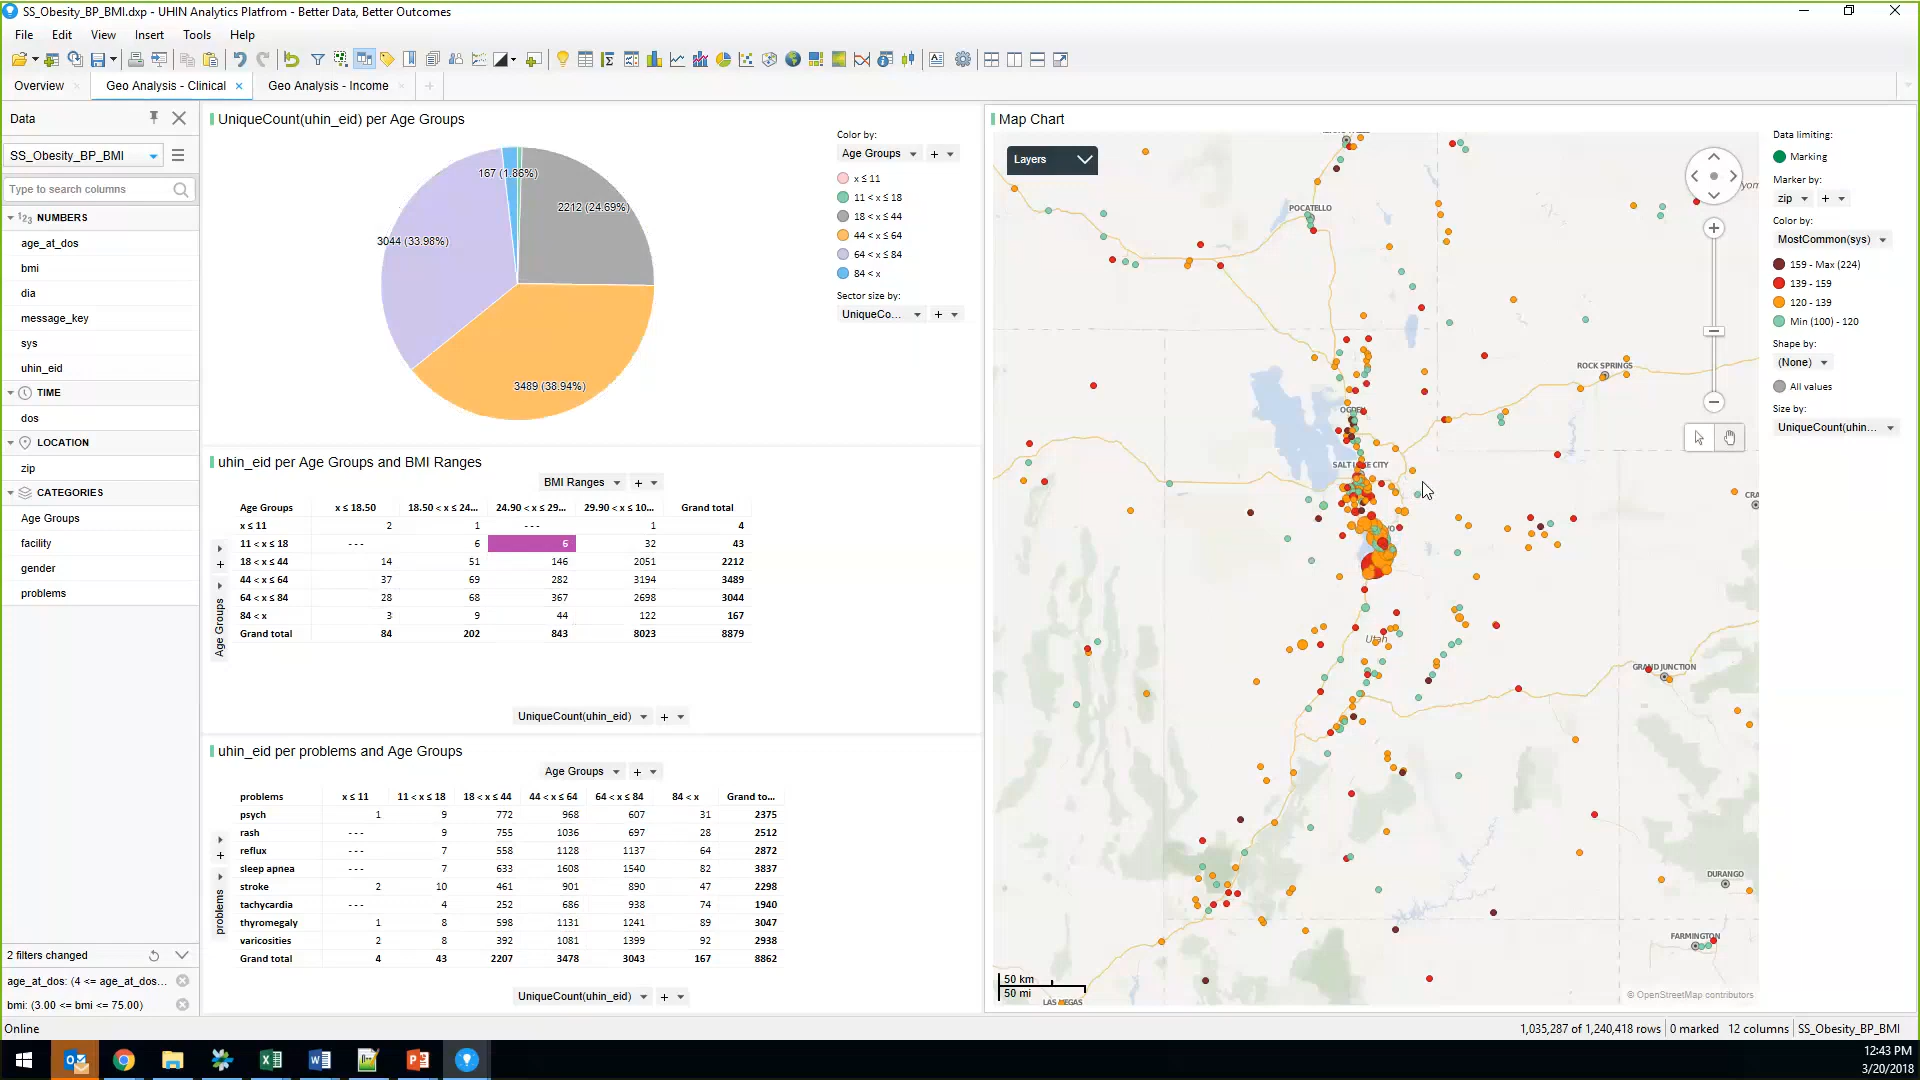 SS_Obesity_BP_BMI.dxp - UHIN Analytics Platfrom - Better Data, Better Outcomes
File Edit View Insert Tools Help
Overview Geo Analysis - Clinical Geo Analysis - Income
Data
SS_Obesity_BP_BMI
Type to search columns
123 NUMBERS
age_at_dos
bmi
dia
message_key
sys
uhin_eid
TIME
dos
LOCATION
zip
CATEGORIES
Age Groups
facility
gender
problems
2 filters changed
age_at_dos: (4 <= age_at_dos...
bmi: (3.00 <= bmi <= 75.00)
UniqueCount(uhin_eid) per Age Groups
167 (1.86%)
2212 (24.69%)
3044 (33.98%)
3489 (38.94%)
Color by:
Age Groups
x ≤ 11
11 < x ≤ 18
18 < x ≤ 44
44 < x ≤ 64
64 < x ≤ 84
84 < x
Sector size by:
UniqueCo...
uhin_eid per Age Groups and BMI Ranges
BMI Ranges
Age Groups x ≤ 18.50 18.50 < x ≤ 24... 24.90 < x ≤ 29... 29.90 < x ≤ 10... Grand total
x ≤ 11 2 1 --- 1 4
11 < x ≤ 18 --- 6 6 32 43
18 < x ≤ 44 14 51 146 2051 2212
44 < x ≤ 64 37 69 282 3194 3489
64 < x ≤ 84 28 68 367 2698 3044
84 < x 3 9 44 122 167
Grand total 84 202 843 8023 8879
Age Groups
UniqueCount(uhin_eid)
uhin_eid per problems and Age Groups
Age Groups
problems x ≤ 11 11 < x ≤ 18 18 < x ≤ 44 44 < x ≤ 64 64 < x ≤ 84 84 < x Grand to...
psych 1 9 772 968 607 31 2375
rash --- 9 755 1036 697 28 2512
reflux --- 7 558 1128 1137 64 2872
sleep apnea --- 7 633 1608 1540 82 3837
stroke 2 10 461 901 890 47 2298
tachycardia --- 4 252 686 938 74 1940
thyromegaly 1 8 598 1131 1241 89 3047
varicosities 2 8 392 1081 1399 92 2938
Grand total 4 43 2207 3478 3043 167 8862
problems
UniqueCount(uhin_eid)
Map Chart
Layers
POCATELLO
ROCK SPRINGS
OGDEN
SALT LAKE CITY
Utah
GRAND JUNCTION
DURANGO
FARMINGTON
LAS VEGAS
50 km
50 mi
© OpenStreetMap contributors
Data limiting:
Marking
Marker by:
zip
Color by:
MostCommon(sys)
159 - Max (224)
139 - 159
120 - 139
Min (100) - 120
Shape by:
(None)
All values
Size by:
UniqueCount(uhin...
Online
1,035,287 of 1,240,418 rows 0 marked 12 columns SS_Obesity_BP_BMI
12:43 PM
3/20/2018